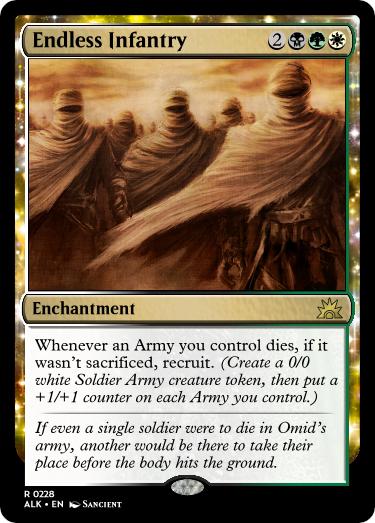 Endless Infantry
2
Enchantment
Whenever an Army you control dies, if it
wasn't sacrificed, recruit. (Create a 0/0
white Soldier Army creature token, then put a
+1/+1 counter on each Army you control.)
If even a single soldier were to die in Omid's
army, another would be there to take their
place before the body hits the ground.
R 0228
ALK • EN Sancient